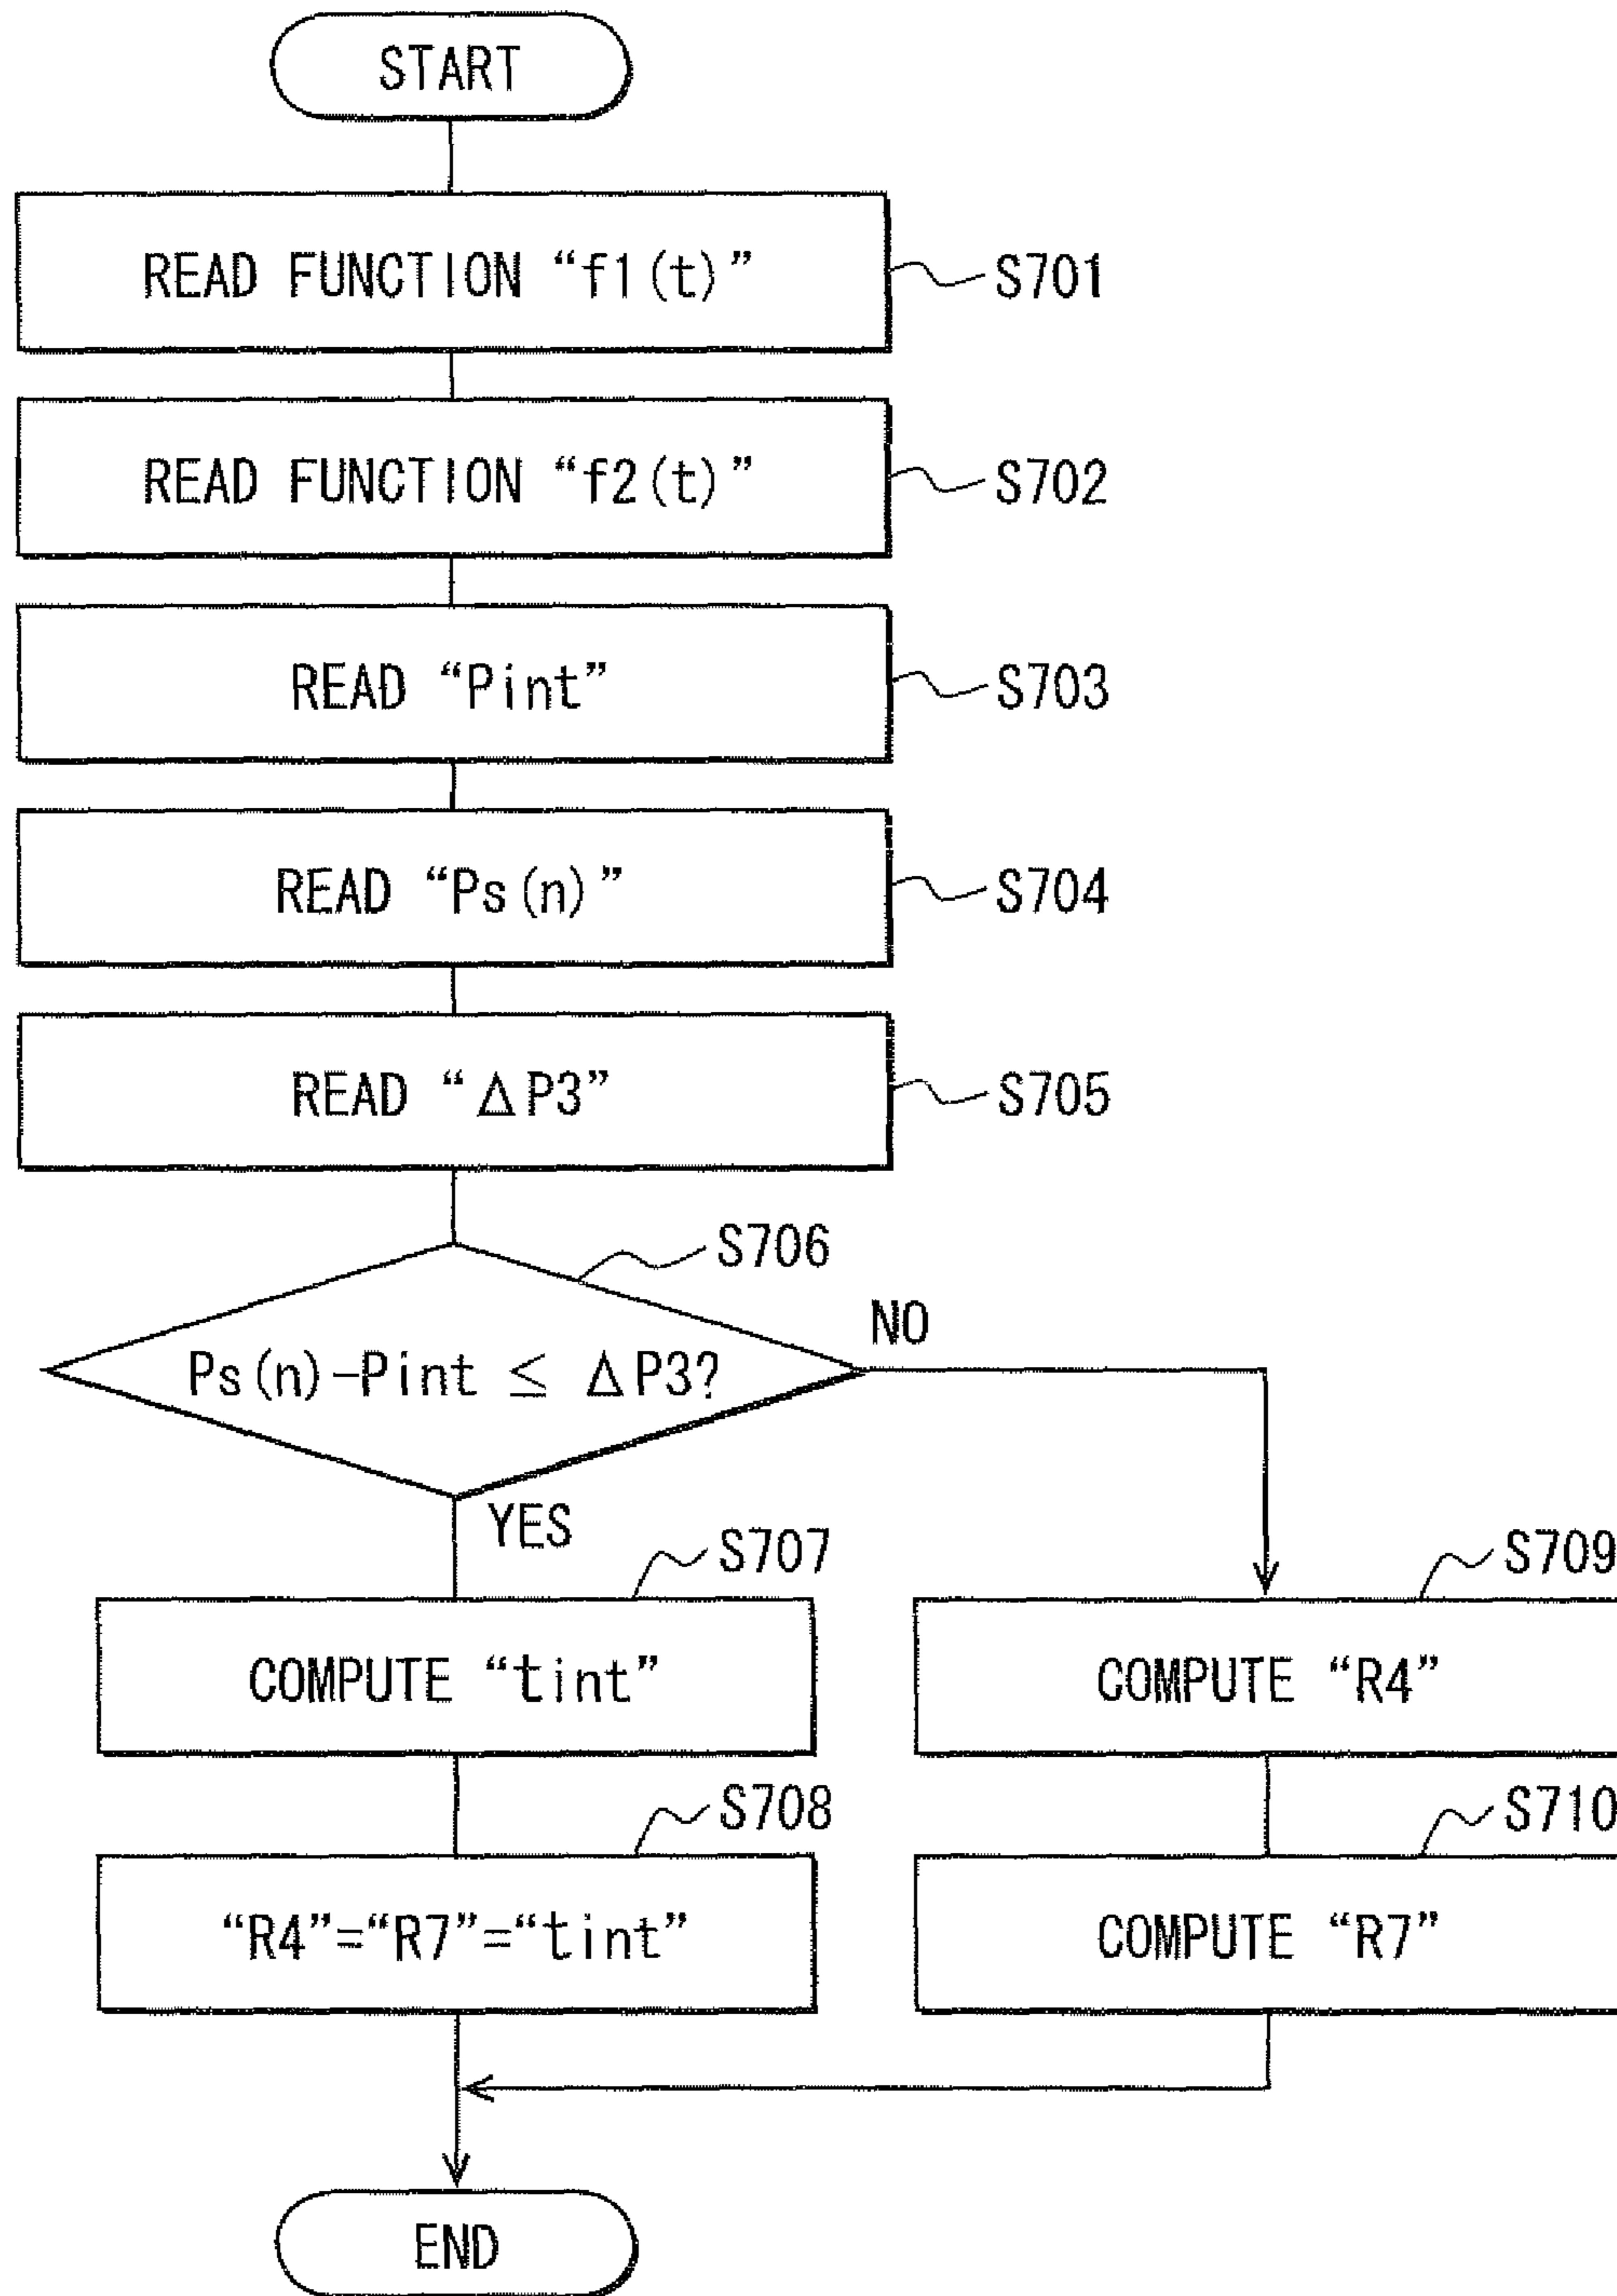 START
READ FUNCTION “f1(t)”
S701
READ FUNCTION “f2(t)”
S702
READ “Pint”
S703
READ “Ps(n)”
S704
READ “ΔP3”
S705
S706
Ps(n)-Pint ≤ ΔP3?
NO
YES
S707
COMPUTE “tint”
S708
“R4”=“R7”=“tint”
S709
COMPUTE “R4”
S710
COMPUTE “R7”
END